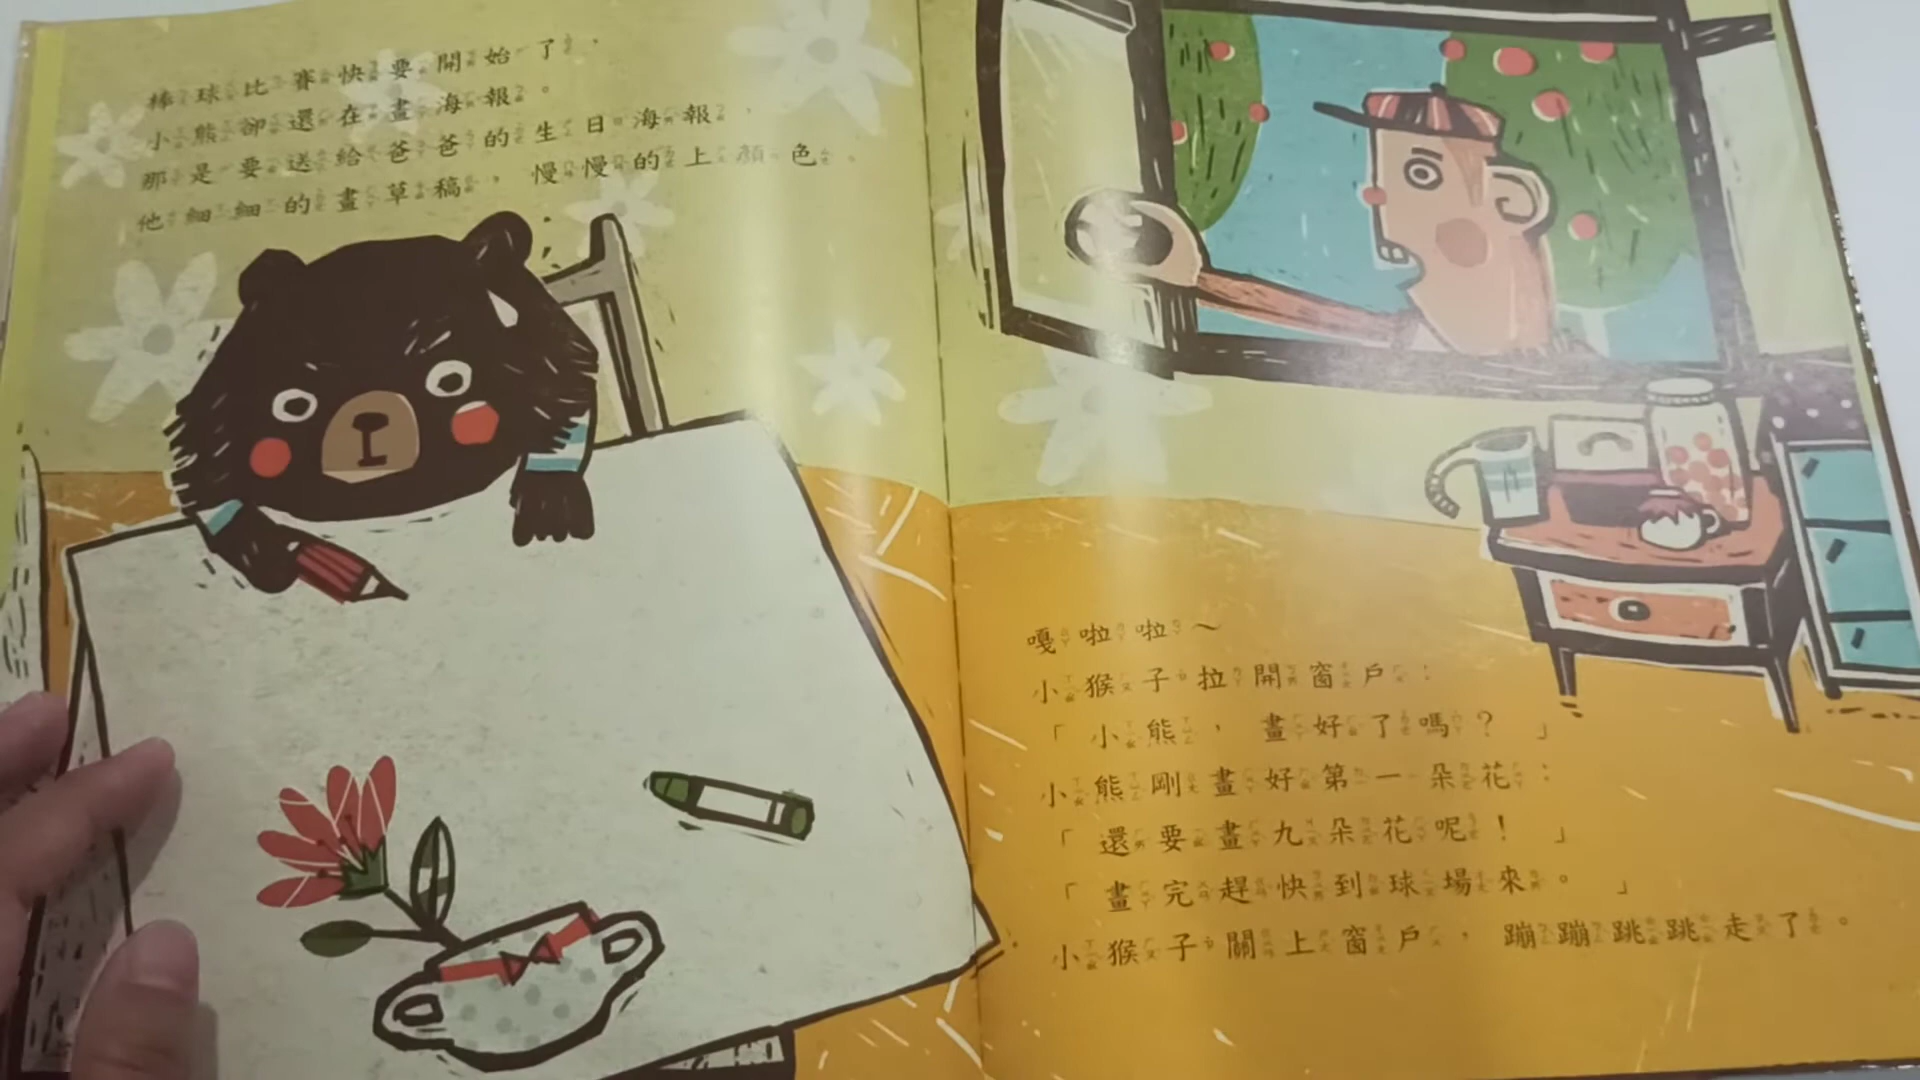 棒球比賽快要開始了，
小熊卻還在畫海報。
那是要送給爸爸的生日海報，
他細細的畫草稿，慢慢的上顏色。
嘎啦啦～
小猴子拉開窗戶：
「小熊，畫好了嗎？」
小熊剛畫好第一朵花：
「還要畫九朵花呢！」
「畫完趕快到球場來。」
小猴子關上窗戶，蹦蹦跳跳走了。